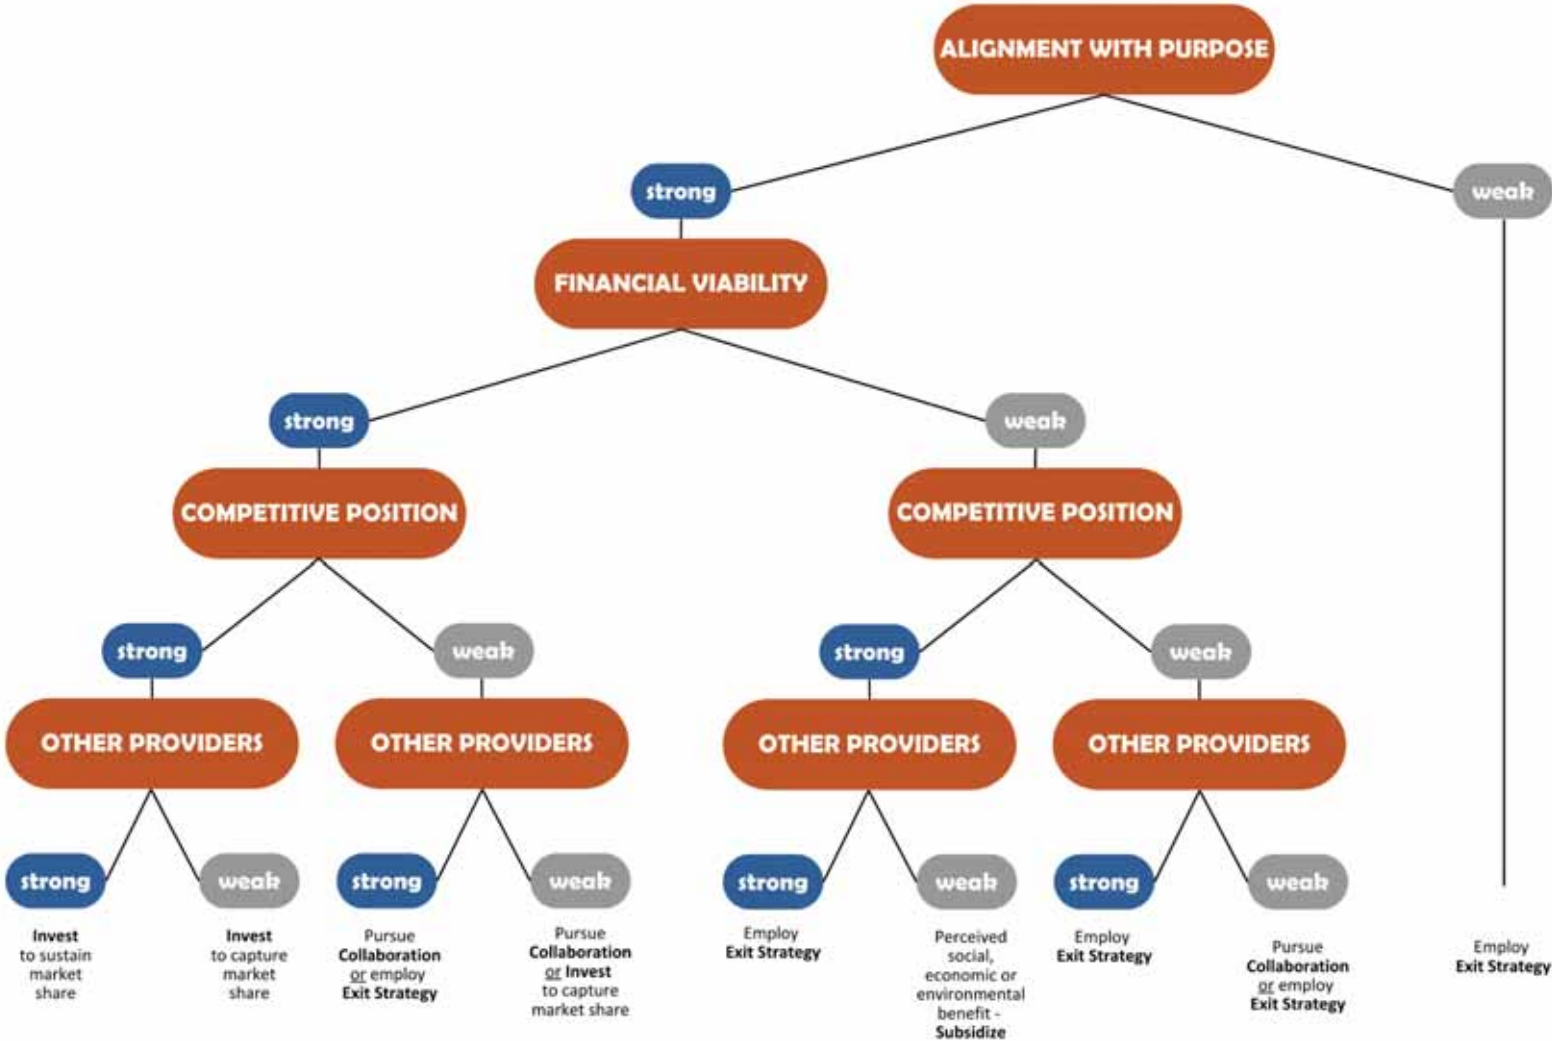 ALIGNMENT WITH PURPOSE
strong
weak
FINANCIAL VIABILITY
strong
weak
COMPETITIVE POSITION
COMPETITIVE POSITION
strong
weak
strong
weak
OTHER PROVIDERS
OTHER PROVIDERS
OTHER PROVIDERS
OTHER PROVIDERS
strong
weak
strong
weak
strong
weak
strong
weak
Invest
to sustain
market
share
Invest
to capture
market
share
Pursue
Collaboration
or employ
Exit Strategy
Pursue
Collaboration
or Invest
to capture
market share
Employ
Exit Strategy
Perceived
social,
economic or
environmental
benefit -
Subsidize
Employ
Exit Strategy
Pursue
Collaboration
or employ
Exit Strategy
Employ
Exit Strategy